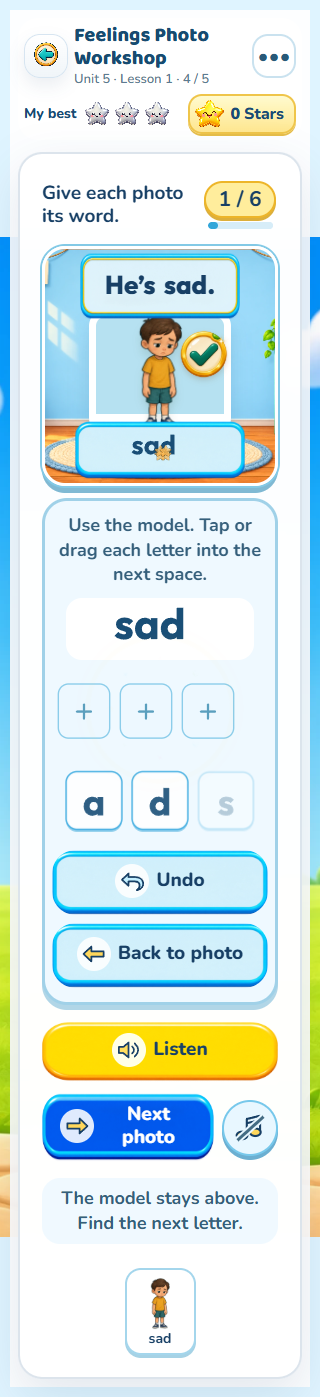 Feelings Photo
Workshop
Unit 5 · Lesson 1 · 4 / 5
My best
0 Stars
Give each photo
its word.
1 / 6
He's sad.
sad
Use the model. Tap or
drag each letter into the
next space.
sad
+ + +
a d s
Undo
Back to photo
Listen
Next
photo
The model stays above.
Find the next letter.
sad